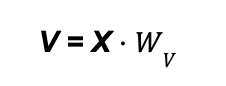 V = X · W_V